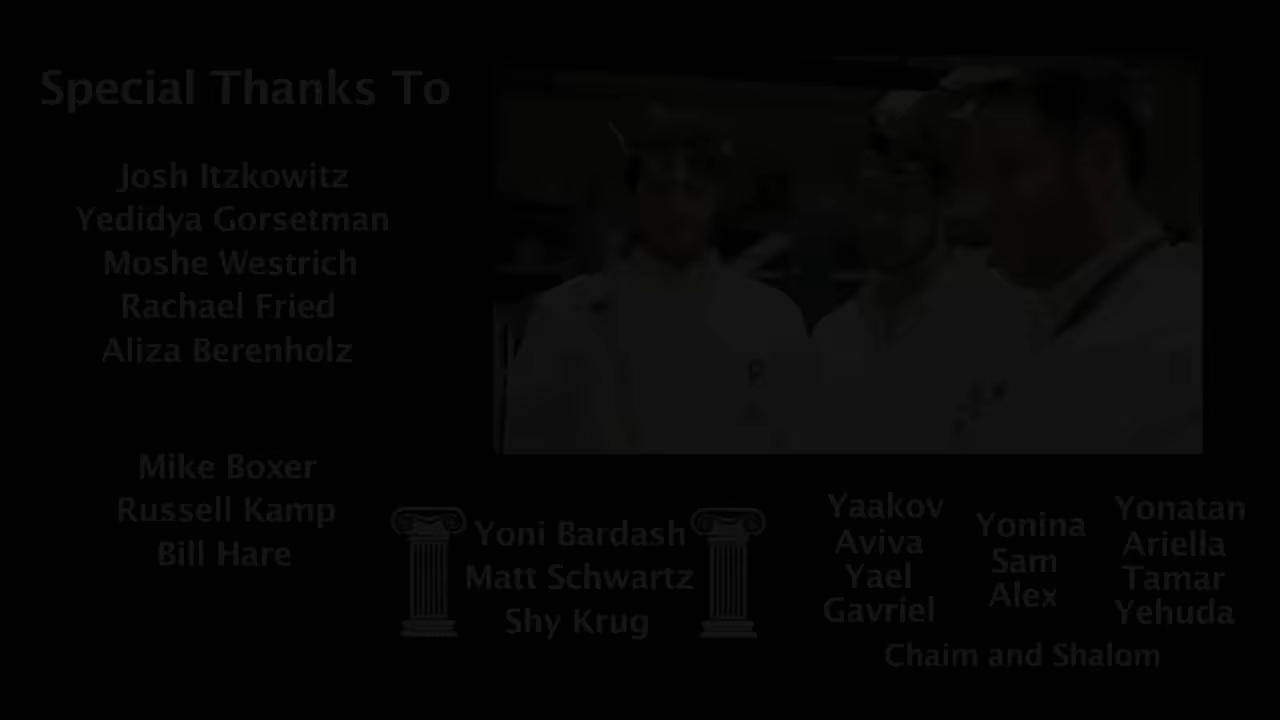 Special Thanks To
Josh Itzkowitz
Yedidya Gorsetman
Moshe Westrich
Rachael Fried
Aliza Berenholz
Mike Boxer
Russell Kamp
Bill Hare
Yoni Bardash
Matt Schwartz
Shy Krug
Yaakov
Aviva
Yael
Gavriel
Yonina
Sam
Alex
Yonatan
Ariella
Tamar
Yehuda
Chaim and Shalom